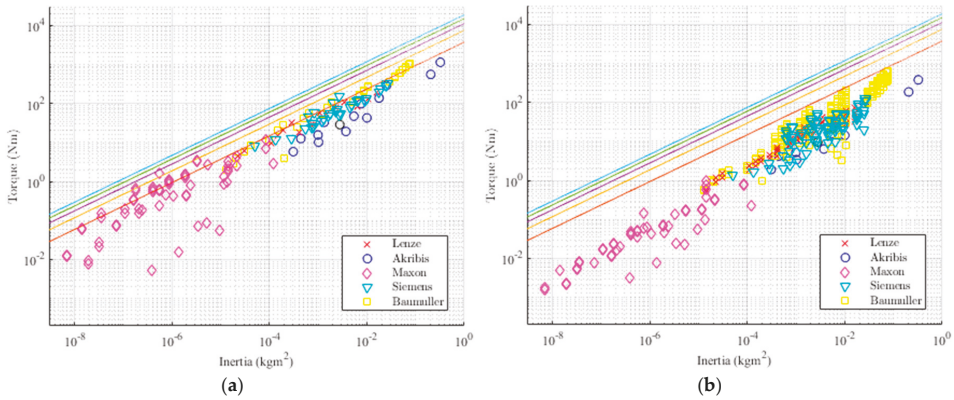 10^4
10^2
10^0
10^-2
Torque (Nm)
Lenze
Akribis
Maxon
Siemens
Baumuller
10^-8
10^-6
10^-4
10^-2
10^0
Inertia (kgm^2)
(a)
10^4
10^2
10^0
10^-2
Torque (Nm)
Lenze
Akribis
Maxon
Siemens
Baumuller
10^-8
10^-6
10^-4
10^-2
10^0
Inertia (kgm^2)
(b)